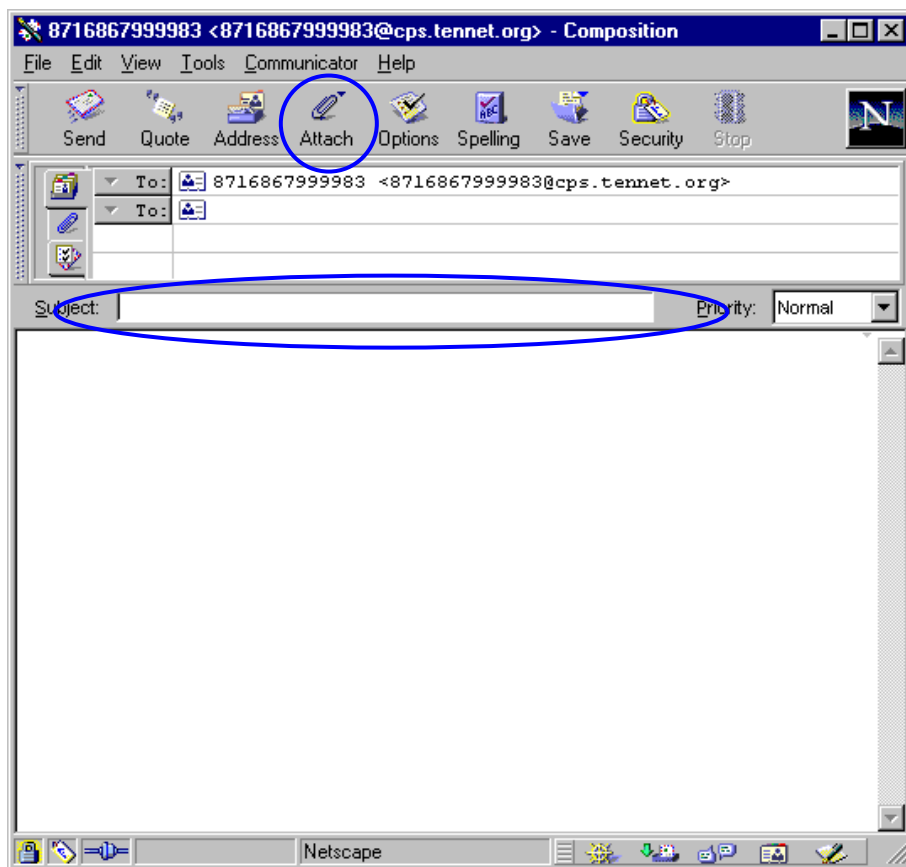 8716867999983 <8716867999983@cps.tennet.org> - Composition
File Edit View Tools Communicator Help
Send Quote Address Attach Options Spelling Save Security Stop
N
To: 8716867999983 <8716867999983@cps.tennet.org>
To:
Subject: Priority: Normal
Netscape